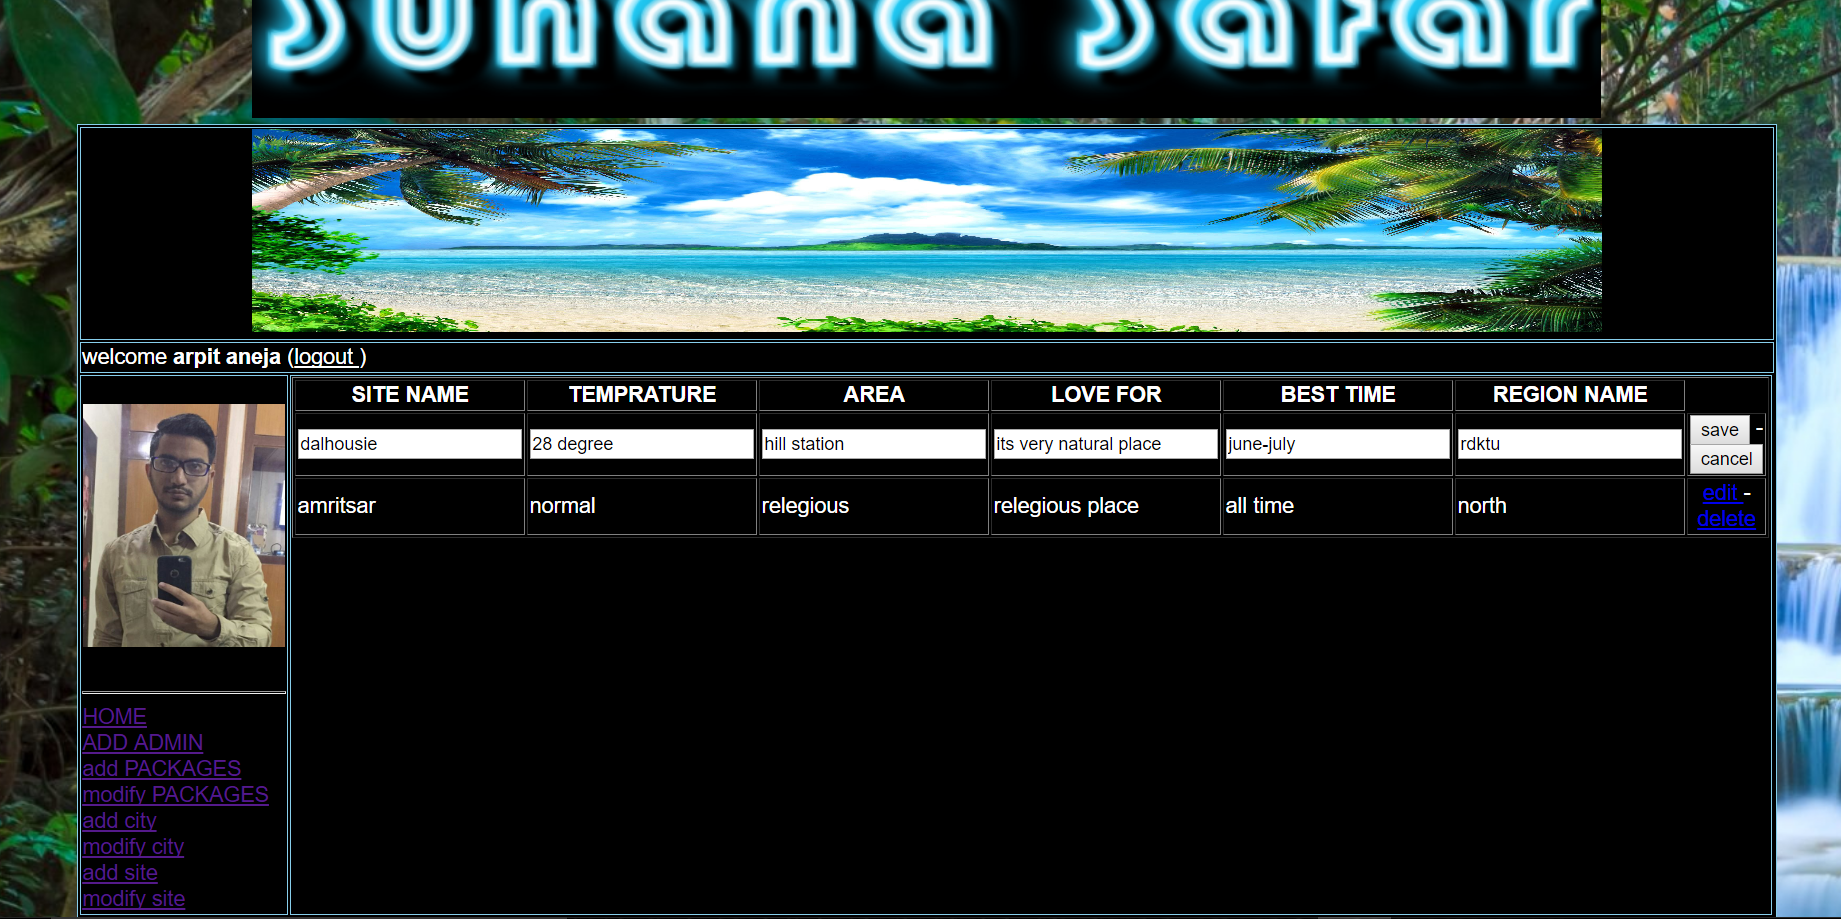 Suhana Safar
welcome arpit aneja (logout )
SITE NAME TEMPRATURE AREA LOVE FOR BEST TIME REGION NAME
dalhousie 28 degree hill station its very natural place june-july rdktu save -
cancel
amritsar normal relegious relegious place all time north edit -
delete
HOME
ADD ADMIN
add PACKAGES
modify PACKAGES
add city
modify city
add site
modify site